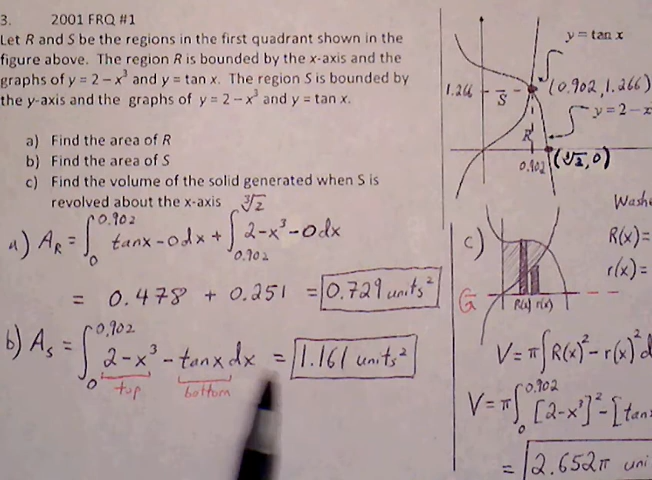 3. 2001 FRQ #1
Let R and S be the regions in the first quadrant shown in the
figure above. The region R is bounded by the x-axis and the
graphs of y = 2 – x³ and y = tan x. The region S is bounded by
the y-axis and the graphs of y = 2 – x³ and y = tan x.
a) Find the area of R
b) Find the area of S
c) Find the volume of the solid generated when S is
revolved about the x-axis
a) A_R = ∫₀^0.902 tanx - 0dx + ∫_0.902^∛2 2-x³-0dx
= 0.478 + 0.251 = 0.729 units²
b) A_S = ∫₀^0.902 2-x³ - tanx dx = 1.161 units²
top bottom
y = tan x
1.266 S (0.902, 1.266)
y = 2 – x
R
0.902 (∛2, 0)
Wash
c) R(x) =
r(x) =
R(x) r(x)
V = π∫R(x)² - r(x)² d
V = π∫₀^0.902 [2-x³]² - [tan
= 2.652π uni